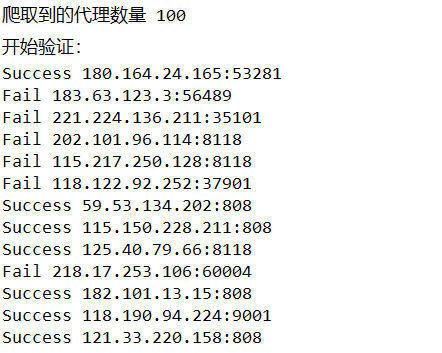 爬取到的代理数量 100
开始验证:
Success 180.164.24.165:53281
Fail 183.63.123.3:56489
Fail 221.224.136.211:35101
Fail 202.101.96.114:8118
Fail 115.217.250.128:8118
Fail 118.122.92.252:37901
Success 59.53.134.202:808
Success 115.150.228.211:808
Success 125.40.79.66:8118
Fail 218.17.253.106:60004
Success 182.101.13.15:808
Success 118.190.94.224:9001
Success 121.33.220.158:808